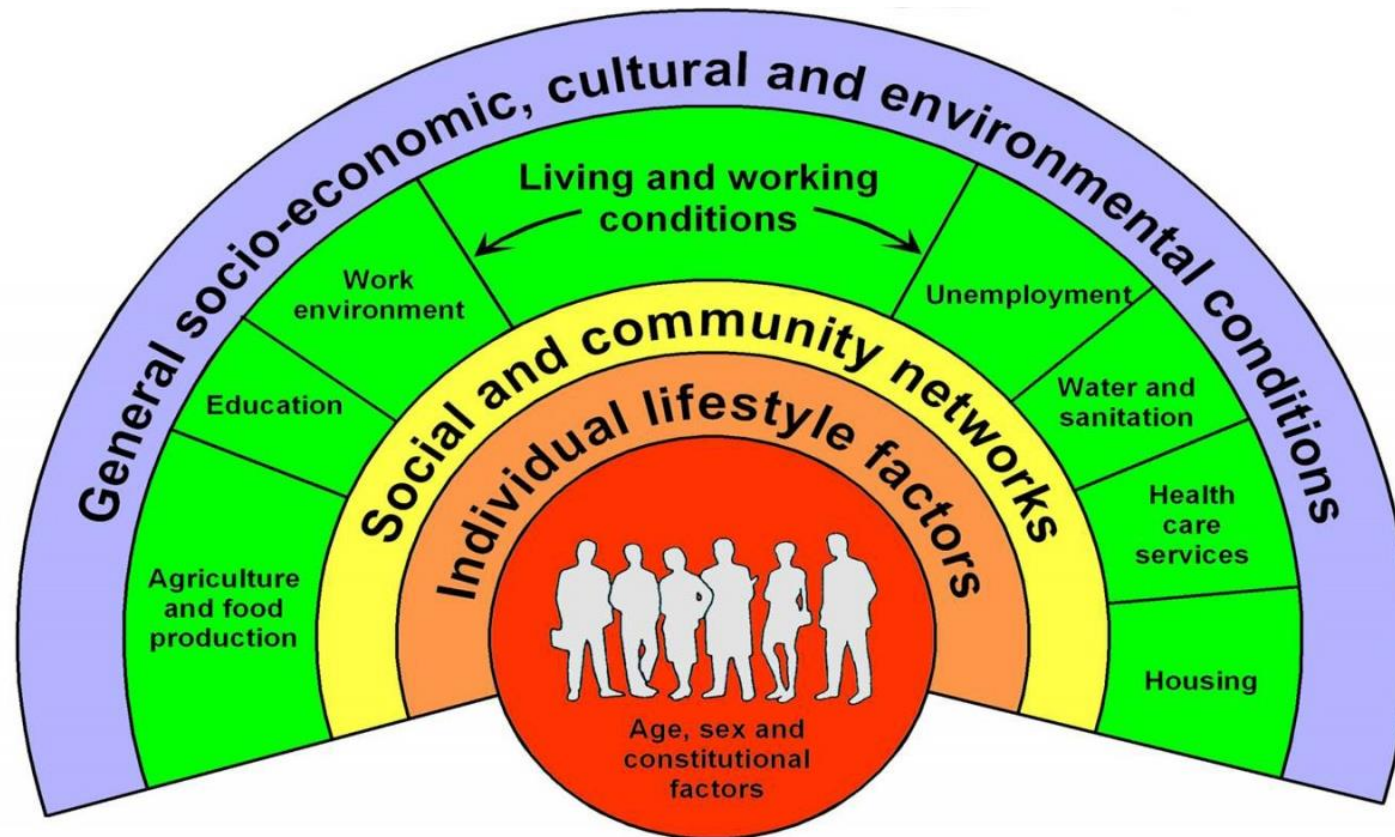 General socio-economic, cultural and environmental conditions
Living and working
conditions
Work
environment
Education
Agriculture
and food
production
Unemployment
Water and
sanitation
Health
care
services
Housing
Social and community networks
Individual lifestyle factors
Age, sex and
constitutional
factors